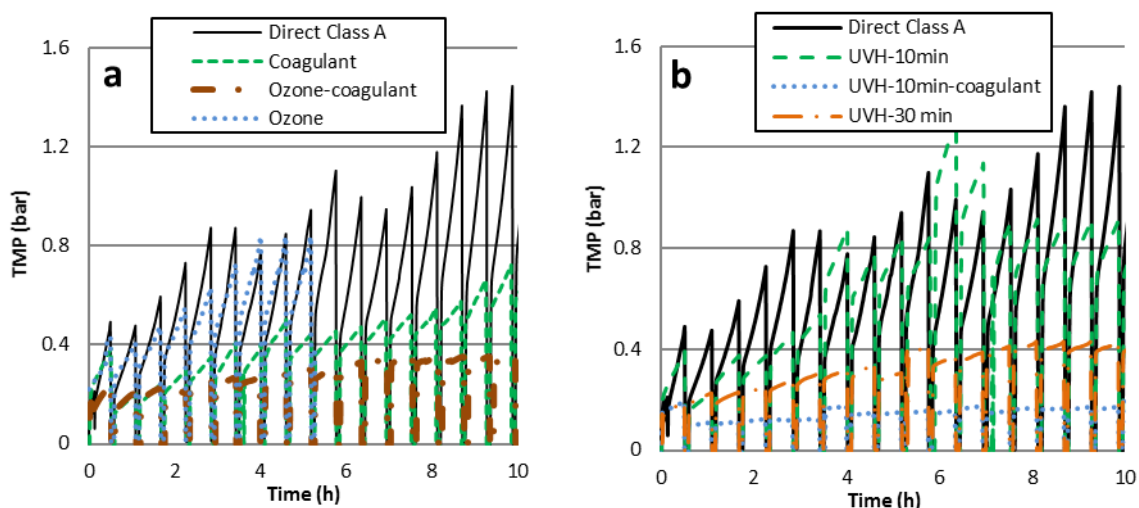 a
Direct Class A
Coagulant
Ozone-coagulant
Ozone
TMP (bar)
1.6
1.2
0.8
0.4
0
0 2 4 6 8 10
Time (h)
b
Direct Class A
UVH-10min
UVH-10min-coagulant
UVH-30 min
TMP (bar)
1.6
1.2
0.8
0.4
0
0 2 4 6 8 10
Time (h)